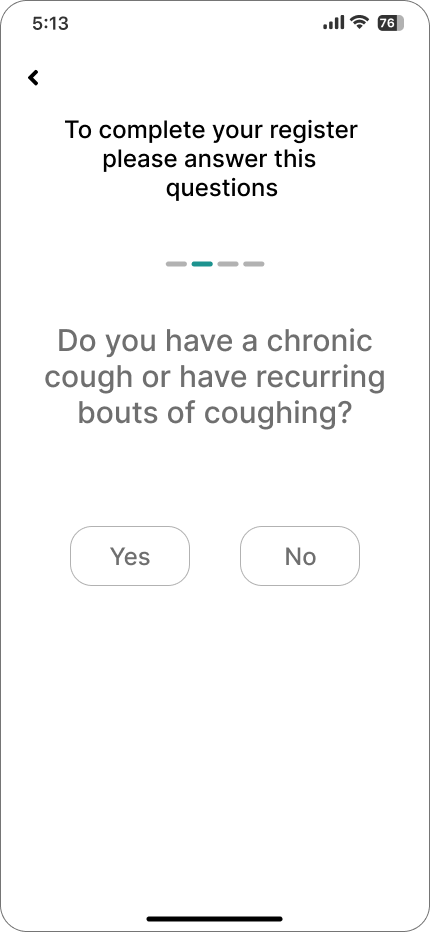 5:13
76
To complete your register
please answer this
questions
Do you have a chronic
cough or have recurring
bouts of coughing?
Yes
No